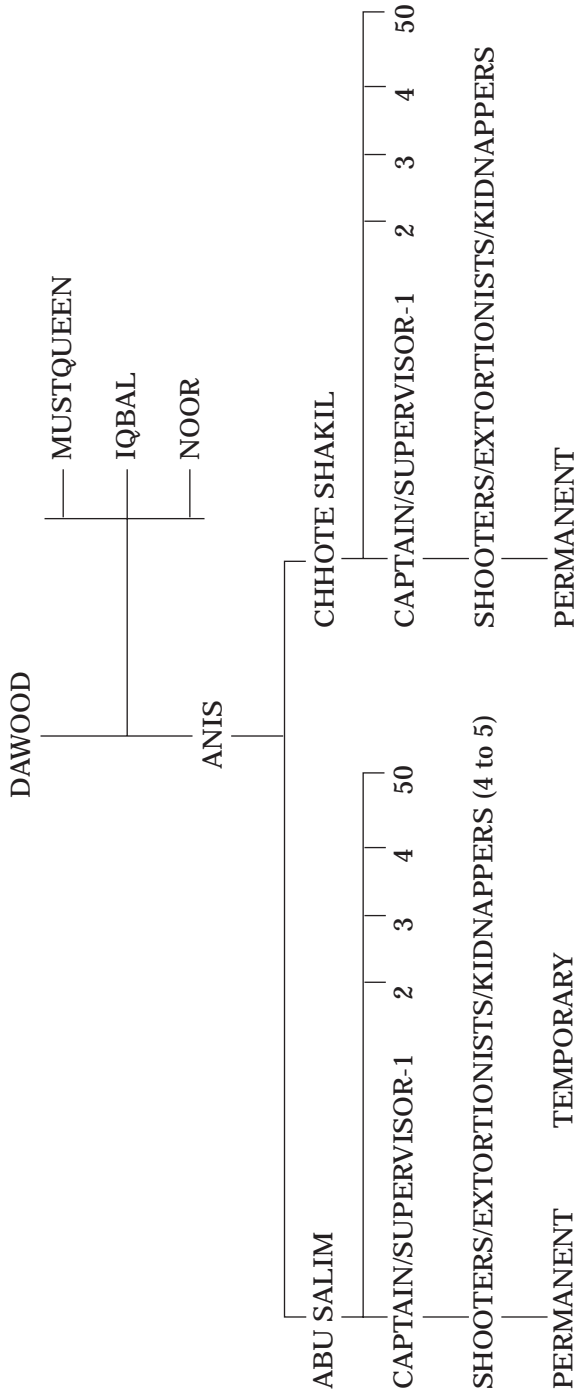 DAWOOD
MUSTQUEEN
IQBAL
NOOR
ANIS
ABU SALIM
CHHOTE SHAKIL
CAPTAIN/SUPERVISOR-1 2 3 4 50
CAPTAIN/SUPERVISOR-1 2 3 4 50
SHOOTERS/EXTORTIONISTS/KIDNAPPERS (4 to 5)
SHOOTERS/EXTORTIONISTS/KIDNAPPERS
PERMANENT TEMPORARY
PERMANENT